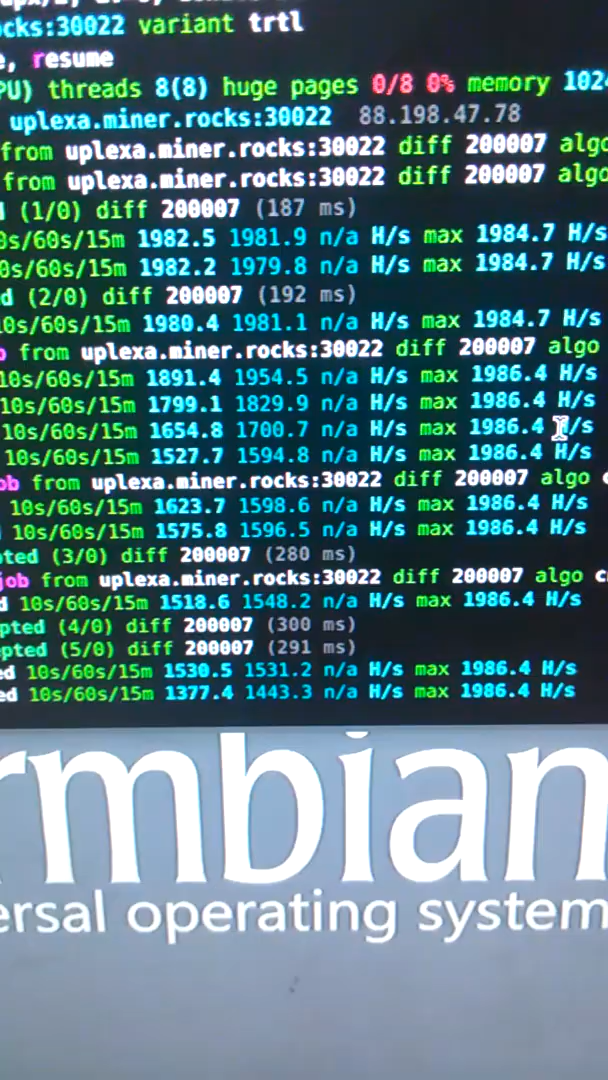 cks:30022 variant trtl
e, resume
PU) threads 8(8) huge pages 0/8 0% memory 102
uplexa.miner.rocks:30022 88.198.47.78
from uplexa.miner.rocks:30022 diff 200007 algo
from uplexa.miner.rocks:30022 diff 200007 algo
(1/0) diff 200007 (187 ms)
0s/60s/15m 1982.5 1981.9 n/a H/s max 1984.7 H/s
0s/60s/15m 1982.2 1979.8 n/a H/s max 1984.7 H/s
d (2/0) diff 200007 (192 ms)
10s/60s/15m 1980.4 1981.1 n/a H/s max 1984.7 H/s
b from uplexa.miner.rocks:30022 diff 200007 algo
10s/60s/15m 1891.4 1954.5 n/a H/s max 1986.4 H/s
10s/60s/15m 1799.1 1829.9 n/a H/s max 1986.4 H/s
10s/60s/15m 1654.8 1700.7 n/a H/s max 1986.4 H/s
10s/60s/15m 1527.7 1594.8 n/a H/s max 1986.4 H/s
ob from uplexa.miner.rocks:30022 diff 200007 algo c
10s/60s/15m 1623.7 1598.6 n/a H/s max 1986.4 H/s
10s/60s/15m 1575.8 1596.5 n/a H/s max 1986.4 H/s
pted (3/0) diff 200007 (280 ms)
job from uplexa.miner.rocks:30022 diff 200007 algo c
d 10s/60s/15m 1518.6 1548.2 n/a H/s max 1986.4 H/s
pted (4/0) diff 200007 (300 ms)
epted (5/0) diff 200007 (291 ms)
ed 10s/60s/15m 1530.5 1531.2 n/a H/s max 1986.4 H/s
ed 10s/60s/15m 1377.4 1443.3 n/a H/s max 1986.4 H/s
rmbian
ersal operating system